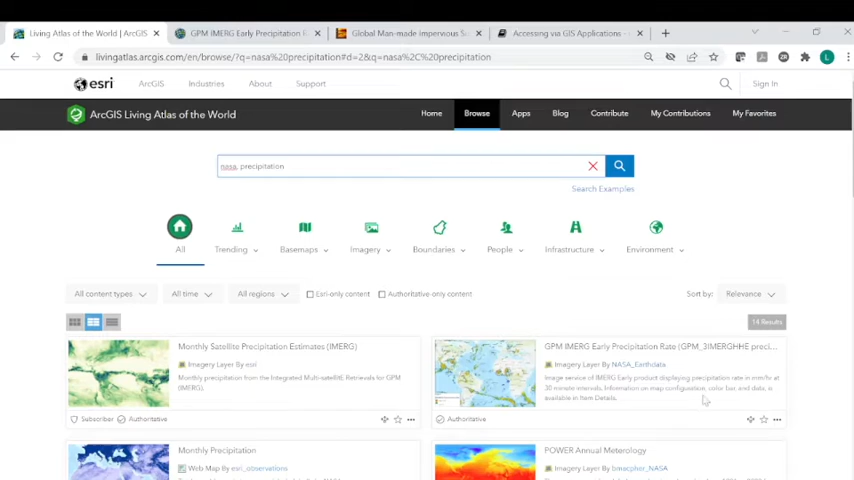 Living Atlas of the World | ArcGIS
GPM IMERG Early Precipitation R
Global Man-made Impervious Su
Accessing via GIS Applications -
livingatlas.arcgis.com/en/browse/?q=nasa%20precipitation#d=2&q=nasa%2C%20precipitation
esri
ArcGIS
Industries
About
Support
Sign In
ArcGIS Living Atlas of the World
Home
Browse
Apps
Blog
Contribute
My Contributions
My Favorites
nasa, precipitation
Search Examples
All
Trending
Basemaps
Imagery
Boundaries
People
Infrastructure
Environment
All content types
All time
All regions
Esri-only content
Authoritative-only content
Sort by:
Relevance
14 Results
Monthly Satellite Precipitation Estimates (IMERG)
Imagery Layer By esri
Monthly precipitation from the Integrated Multi-satellitE Retrievals for GPM
(IMERG).
Subscriber
Authoritative
GPM IMERG Early Precipitation Rate (GPM_3IMERGHHE preci...
Imagery Layer By NASA_Earthdata
Image service of IMERG Early product displaying precipitation rate in mm/hr at
30 minute intervals. Information on map configuration, color bar, and data, is
available in Item Details.
Authoritative
Monthly Precipitation
Web Map By esri_observations
POWER Annual Meterology
Imagery Layer By bmacpher_NASA